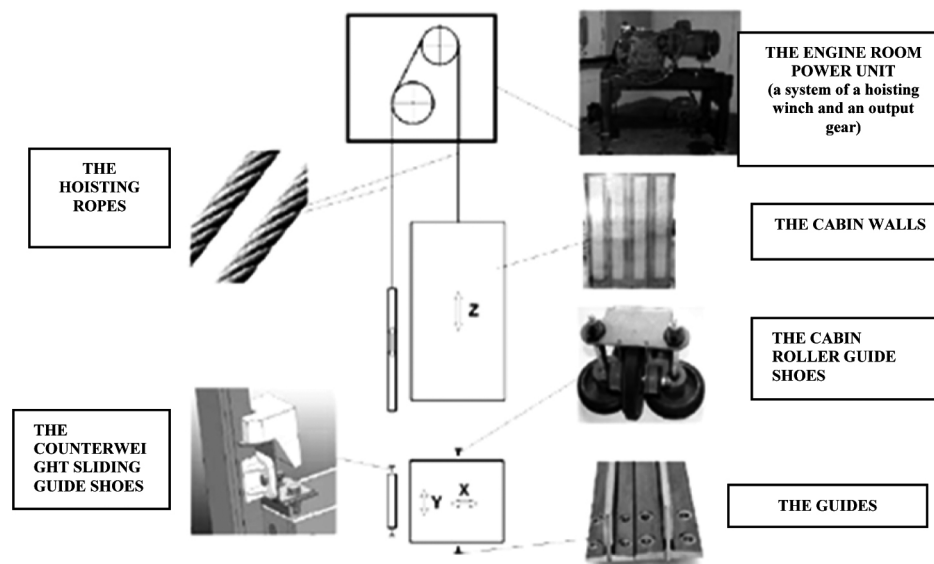 THE ENGINE ROOM
POWER UNIT
(a system of a hoisting
winch and an output
gear)
THE
HOISTING
ROPES
THE CABIN WALLS
Z
THE CABIN
ROLLER GUIDE
SHOES
THE
COUNTERWEI
GHT SLIDING
GUIDE SHOES
X
Y
THE GUIDES